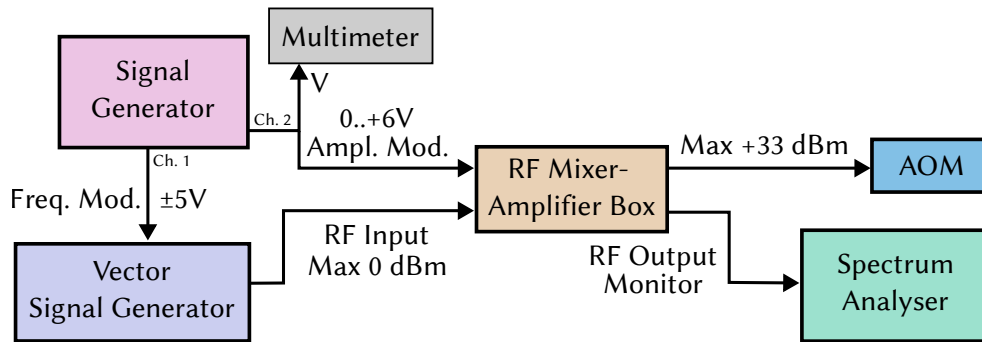 Multimeter
Signal
Generator
V
Ch. 2
0..+6V
Ampl. Mod.
Ch. 1
Freq. Mod.
±5V
Max +33 dBm
AOM
RF Mixer-
Amplifier Box
RF Input
Max 0 dBm
RF Output
Monitor
Vector
Signal Generator
Spectrum
Analyser